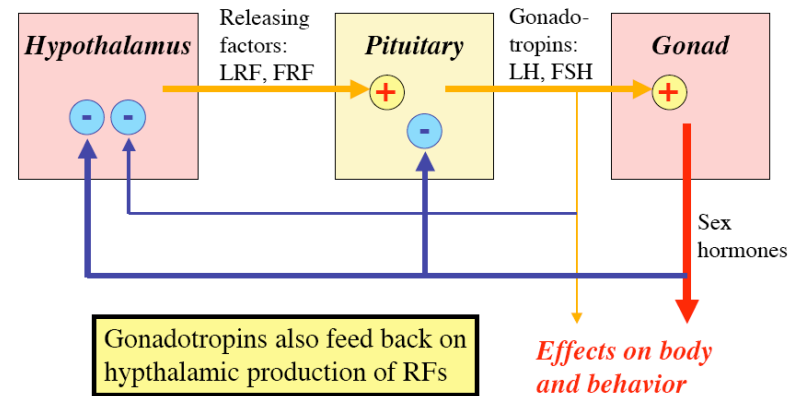 Hypothalamus
Releasing
factors:
LRF, FRF
Pituitary
Gonado-
tropins:
LH, FSH
Gonad
+
+
-
-
-
Sex
hormones
Gonadotropins also feed back on
hypthalamic production of RFs
Effects on body
and behavior